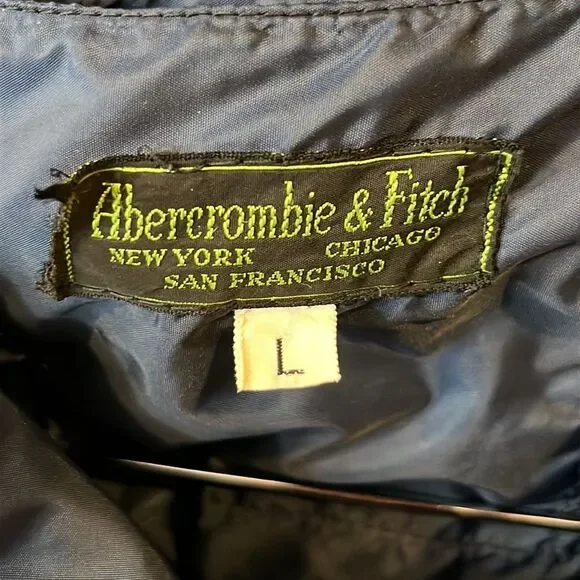 Abercrombie & Fitch
NEW YORK CHICAGO
SAN FRANCISCO
L